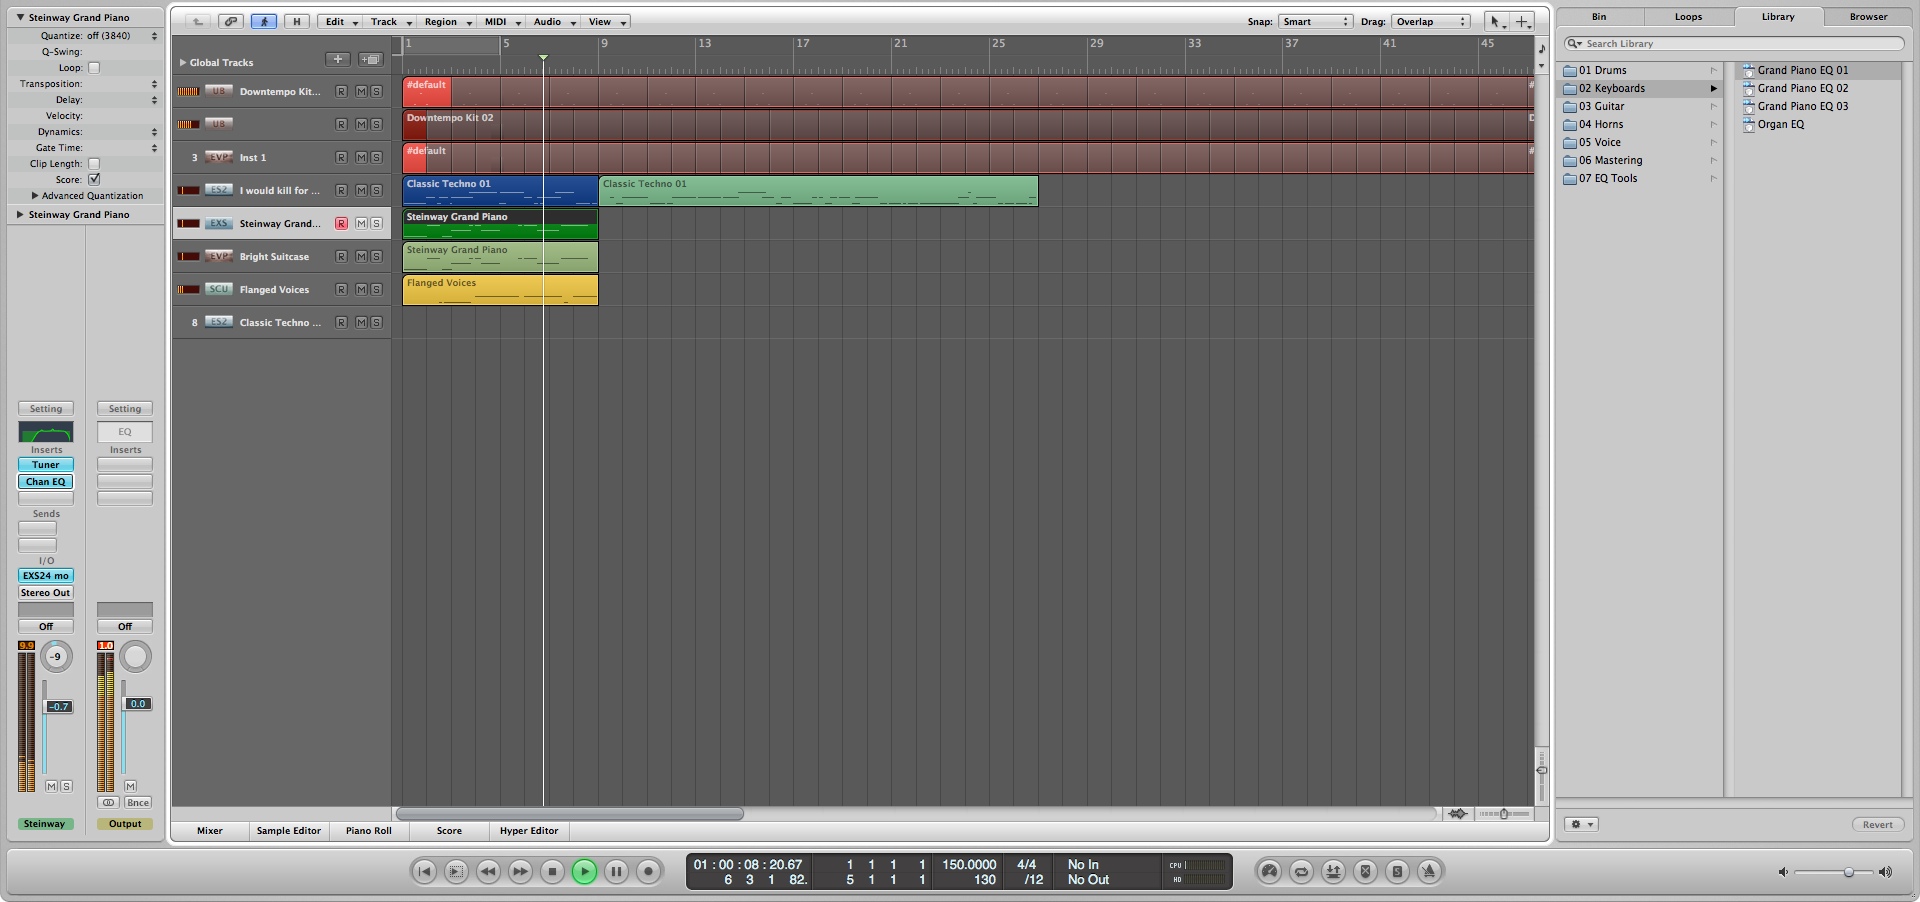 Steinway Grand Piano
Quantize: off (3840)
Q-Swing:
Loop:
Transposition:
Delay:
Velocity:
Dynamics:
Gate Time:
Clip Length:
Score:
Advanced Quantization
Steinway Grand Piano
Setting Setting
EQ
Inserts Inserts
Tuner
Chan EQ
Sends
I/O
EXS24 mo
Stereo Out
Off Off
9.9 1.0
-9
-0.7 0.0
M S M
Bnce
Steinway Output
H Edit Track Region MIDI Audio View Snap: Smart Drag: Overlap
1 5 9 13 17 21 25 29 33 37 41 45
Global Tracks
UB Downtempo Kit... R M S #default
UB R M S Downtempo Kit 02
3 EVP Inst 1 R M S #default
ES2 I would kill for ... R M S Classic Techno 01 Classic Techno 01
EXS Steinway Grand... R M S Steinway Grand Piano
EVP Bright Suitcase R M S Steinway Grand Piano
SCU Flanged Voices R M S Flanged Voices
8 ES2 Classic Techno ... R M S
Mixer Sample Editor Piano Roll Score Hyper Editor
Bin Loops Library Browser
Search Library
01 Drums
02 Keyboards
03 Guitar
04 Horns
05 Voice
06 Mastering
07 EQ Tools
Grand Piano EQ 01
Grand Piano EQ 02
Grand Piano EQ 03
Organ EQ
Revert
01 : 00 : 08 : 20.67 1 1 1 1 150.0000 4/4 No In CPU
6 3 1 82. 5 1 1 1 130 /12 No Out HD
S